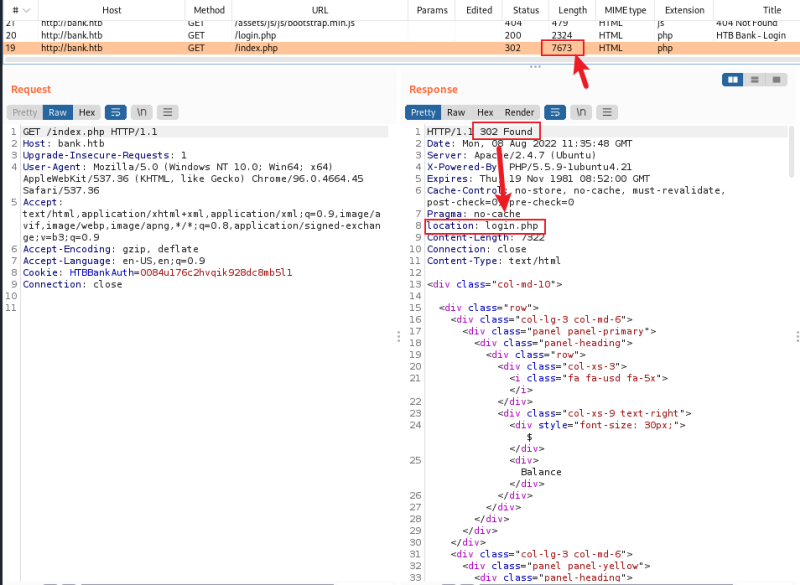 # Host Method URL Params Edited Status Length MIME type Extension Title
21 http://bank.htb GET /assets/js/js/bootstrap.min.js 404 479 HTML js 404 Not Found
20 http://bank.htb GET /login.php 200 2324 HTML php HTB Bank - Login
19 http://bank.htb GET /index.php 302 7673 HTML php
Request
Pretty Raw Hex \n
1 GET /index.php HTTP/1.1
2 Host: bank.htb
3 Upgrade-Insecure-Requests: 1
4 User-Agent: Mozilla/5.0 (Windows NT 10.0; Win64; x64)
AppleWebKit/537.36 (KHTML, like Gecko) Chrome/96.0.4664.45
Safari/537.36
5 Accept:
text/html,application/xhtml+xml,application/xml;q=0.9,image/a
vif,image/webp,image/apng,*/*;q=0.8,application/signed-exchan
ge;v=b3;q=0.9
6 Accept-Encoding: gzip, deflate
7 Accept-Language: en-US,en;q=0.9
8 Cookie: HTBBankAuth=0084u176c2hvqik928dc8mb5l1
9 Connection: close
10
11
Response
Pretty Raw Hex Render \n
1 HTTP/1.1 302 Found
2 Date: Mon, 08 Aug 2022 11:35:48 GMT
3 Server: Apache/2.4.7 (Ubuntu)
4 X-Powered-By: PHP/5.5.9-1ubuntu4.21
5 Expires: Thu, 19 Nov 1981 08:52:00 GMT
6 Cache-Control: no-store, no-cache, must-revalidate,
post-check=0, pre-check=0
7 Pragma: no-cache
8 location: login.php
9 Content-Length: 7322
10 Connection: close
11 Content-Type: text/html
12
13 <div class="col-md-10">
14
15 <div class="row">
16 <div class="col-lg-3 col-md-6">
17 <div class="panel panel-primary">
18 <div class="panel-heading">
19 <div class="row">
20 <div class="col-xs-3">
21 <i class="fa fa-usd fa-5x">
</i>
22 </div>
23 <div class="col-xs-9 text-right">
24 <div style="font-size: 30px;">
$
</div>
25 <div>
Balance
</div>
26 </div>
27 </div>
28 </div>
29 </div>
30 </div>
31 <div class="col-lg-3 col-md-6">
32 <div class="panel panel-yellow">
33 <div class="panel-heading">